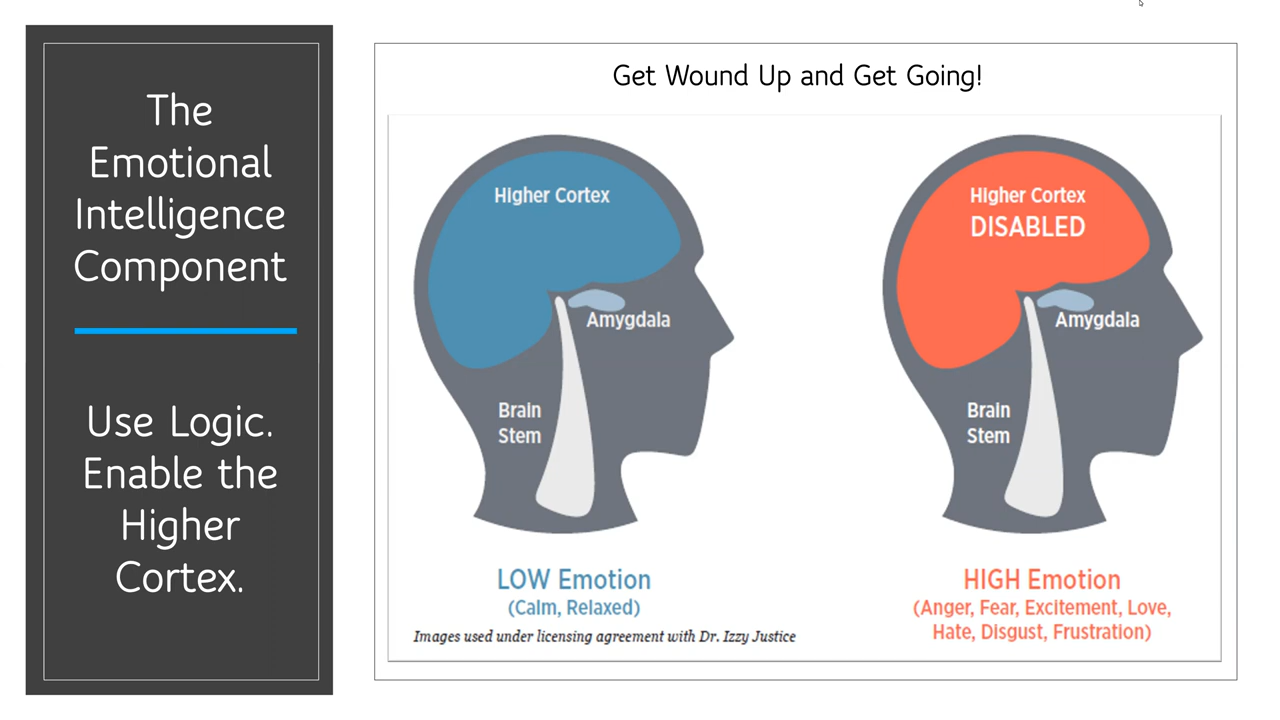 The
Emotional
Intelligence
Component
Use Logic.
Enable the
Higher
Cortex.
Get Wound Up and Get Going!
Higher Cortex
Amygdala
Brain
Stem
LOW Emotion
(Calm, Relaxed)
Images used under licensing agreement with Dr. Izzy Justice
Higher Cortex
DISABLED
Amygdala
Brain
Stem
HIGH Emotion
(Anger, Fear, Excitement, Love,
Hate, Disgust, Frustration)